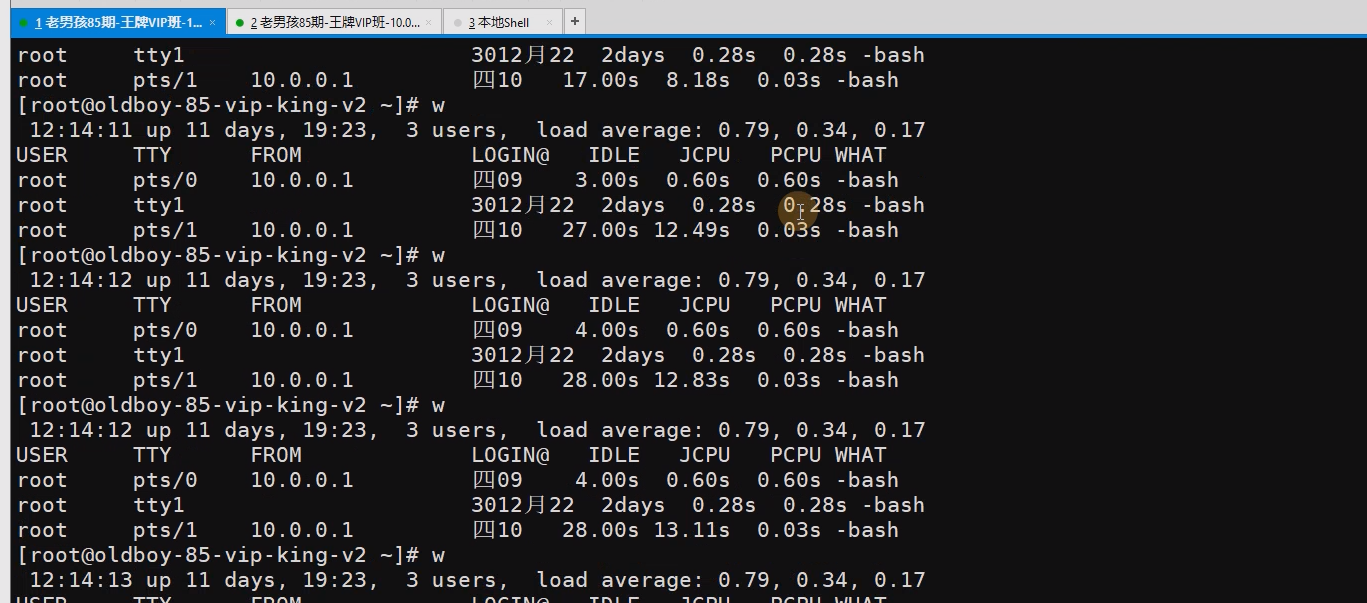 1 老男孩85期-王牌VIP班-1... × 2 老男孩85期-王牌VIP班-10.0... × 3 本地Shell × +
root tty1 3012月22 2days 0.28s 0.28s -bash
root pts/1 10.0.0.1 四10 17.00s 8.18s 0.03s -bash
[root@oldboy-85-vip-king-v2 ~]# w
12:14:11 up 11 days, 19:23, 3 users, load average: 0.79, 0.34, 0.17
USER TTY FROM LOGIN@ IDLE JCPU PCPU WHAT
root pts/0 10.0.0.1 四09 3.00s 0.60s 0.60s -bash
root tty1 3012月22 2days 0.28s 0.28s -bash
root pts/1 10.0.0.1 四10 27.00s 12.49s 0.03s -bash
[root@oldboy-85-vip-king-v2 ~]# w
12:14:12 up 11 days, 19:23, 3 users, load average: 0.79, 0.34, 0.17
USER TTY FROM LOGIN@ IDLE JCPU PCPU WHAT
root pts/0 10.0.0.1 四09 4.00s 0.60s 0.60s -bash
root tty1 3012月22 2days 0.28s 0.28s -bash
root pts/1 10.0.0.1 四10 28.00s 12.83s 0.03s -bash
[root@oldboy-85-vip-king-v2 ~]# w
12:14:12 up 11 days, 19:23, 3 users, load average: 0.79, 0.34, 0.17
USER TTY FROM LOGIN@ IDLE JCPU PCPU WHAT
root pts/0 10.0.0.1 四09 4.00s 0.60s 0.60s -bash
root tty1 3012月22 2days 0.28s 0.28s -bash
root pts/1 10.0.0.1 四10 28.00s 13.11s 0.03s -bash
[root@oldboy-85-vip-king-v2 ~]# w
12:14:13 up 11 days, 19:23, 3 users, load average: 0.79, 0.34, 0.17
USER TTY FROM LOGIN@ IDLE JCPU PCPU WHAT